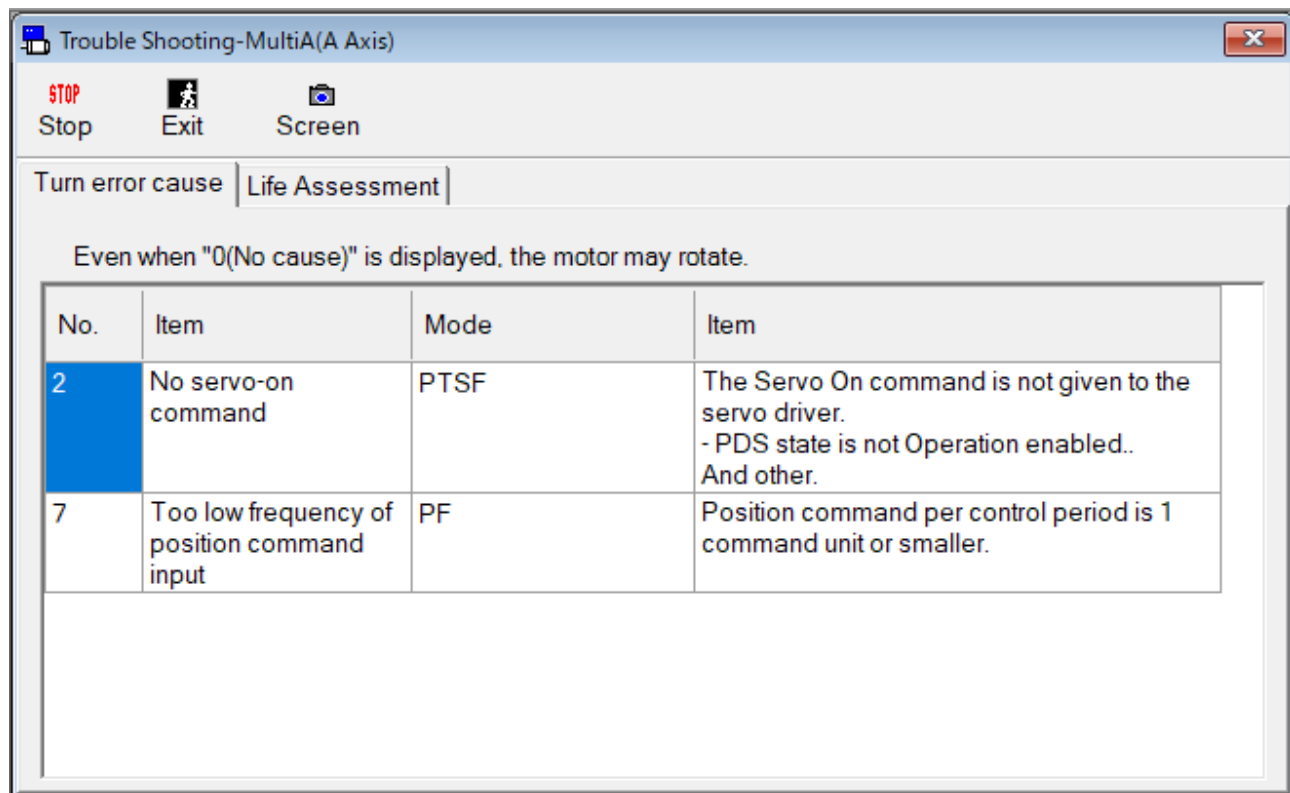 Trouble Shooting-MultiA(A Axis)
STOP
Stop Exit Screen
Turn error cause Life Assessment
Even when "0(No cause)" is displayed, the motor may rotate.
No. Item Mode Item
2 No servo-on PTSF The Servo On command is not given to the
command servo driver.
- PDS state is not Operation enabled..
And other.
7 Too low frequency of PF Position command per control period is 1
position command command unit or smaller.
input